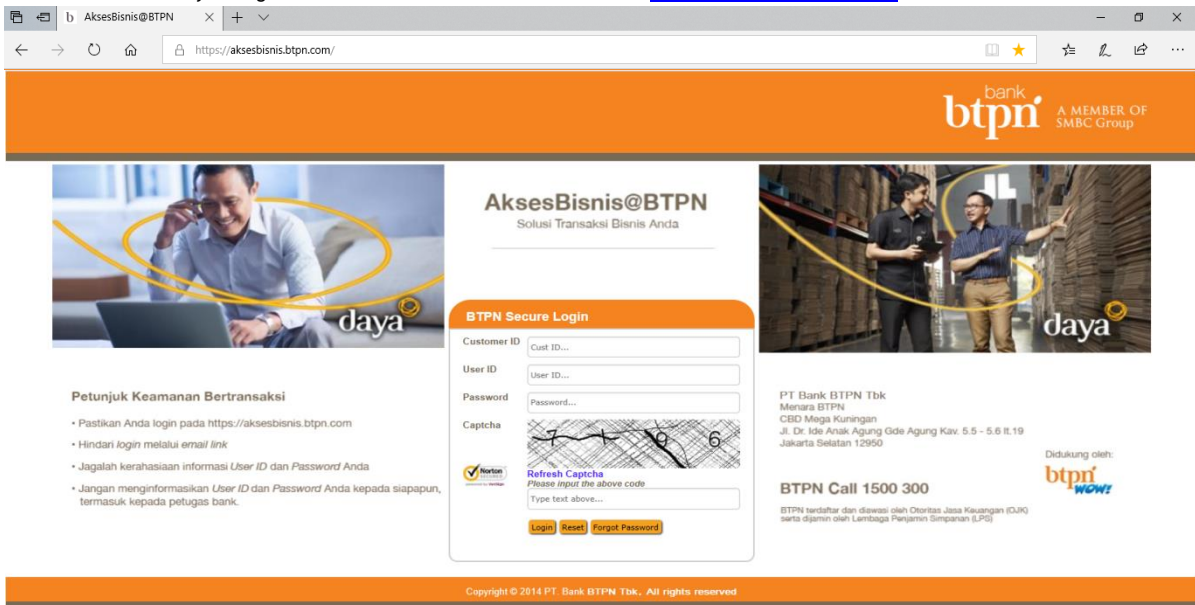 AksesBisnis@BTPN
https://aksesbisnis.btpn.com/
bank
btpn
A MEMBER OF
SMBC Group
daya
AksesBisnis@BTPN
Solusi Transaksi Bisnis Anda
daya
BTPN Secure Login
Customer ID
Cust ID...
User ID
User ID...
Password
Password...
Captcha
Norton
SECURED
Refresh Captcha
Please input the above code
Type text above...
Login Reset Forgot Password
Petunjuk Keamanan Bertransaksi
• Pastikan Anda login pada https://aksesbisnis.btpn.com
• Hindari login melalui email link
• Jagalah kerahasiaan informasi User ID dan Password Anda
• Jangan menginformasikan User ID dan Password Anda kepada siapapun,
termasuk kepada petugas bank.
PT Bank BTPN Tbk
Menara BTPN
CBD Mega Kuningan
Jl. Dr. Ide Anak Agung Gde Agung Kav. 5.5 - 5.6 lt.19
Jakarta Selatan 12950
Didukung oleh:
btpn
WOW!
BTPN Call 1500 300
BTPN terdaftar dan diawasi oleh Otoritas Jasa Keuangan (OJK)
serta dijamin oleh Lembaga Penjamin Simpanan (LPS)
Copyright © 2014 PT. Bank BTPN Tbk. All rights reserved